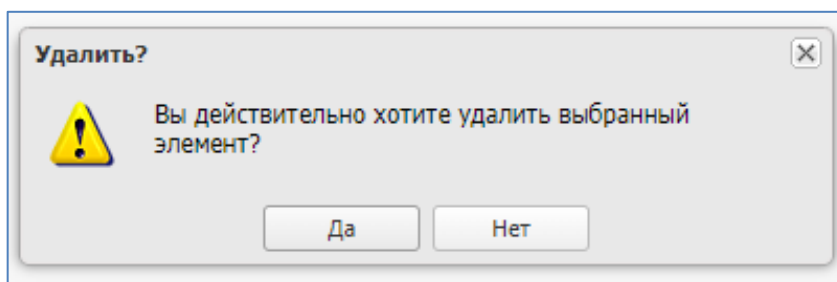 Удалить?
Вы действительно хотите удалить выбранный
элемент?
Да
Нет